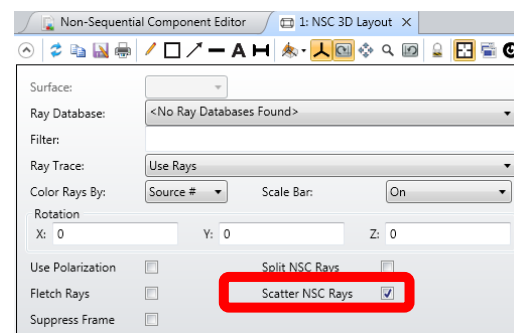 Non-Sequential Component Editor 1: NSC 3D Layout
Surface:
Ray Database: <No Ray Databases Found>
Filter:
Ray Trace: Use Rays
Color Rays By: Source # Scale Bar: On
Rotation
X: 0 Y: 0 Z: 0
Use Polarization Split NSC Rays
Fletch Rays Scatter NSC Rays
Suppress Frame